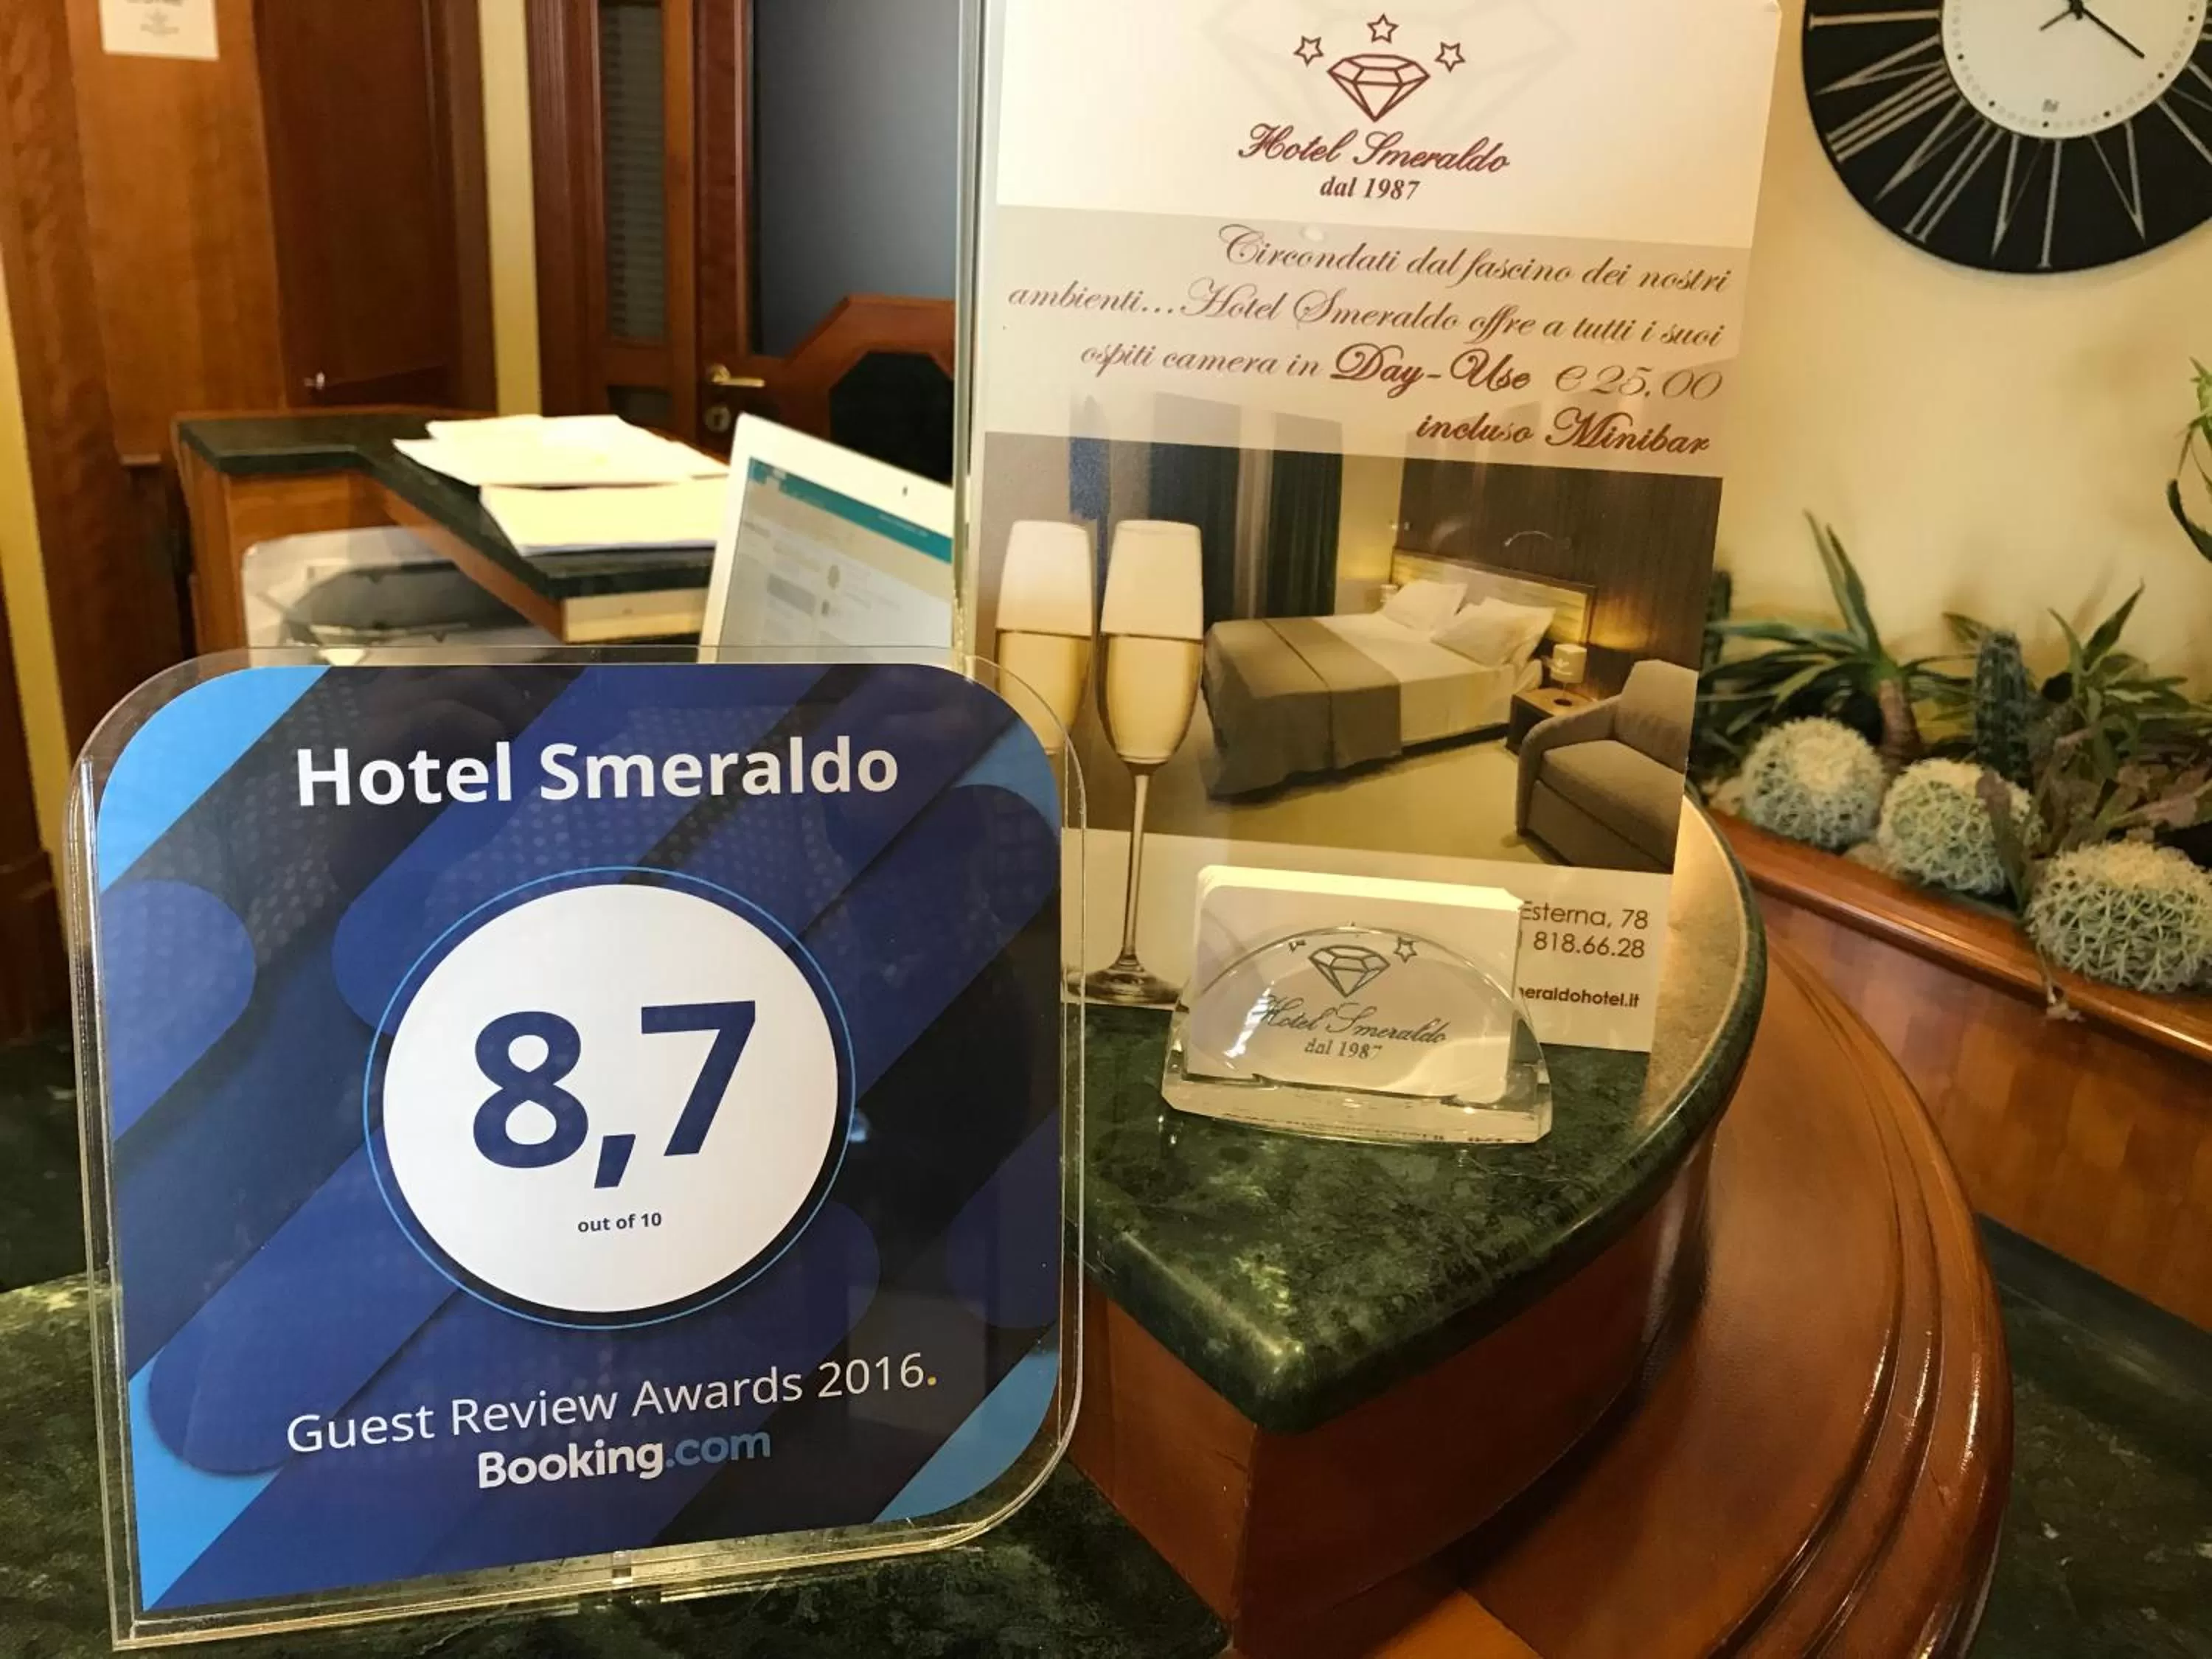 Hotel Smeraldo
dal 1987
Circondati dal fascino dei nostri
ambienti...Hotel Smeraldo offre a tutti i suoi
ospiti camera in Day-Use €25,00
incluso Minibar
Esterna, 78
818.66.28
eraldohotel.it
Hotel Smeraldo
dal 1987
Hotel Smeraldo
8,7
out of 10
Guest Review Awards 2016.
Booking.com